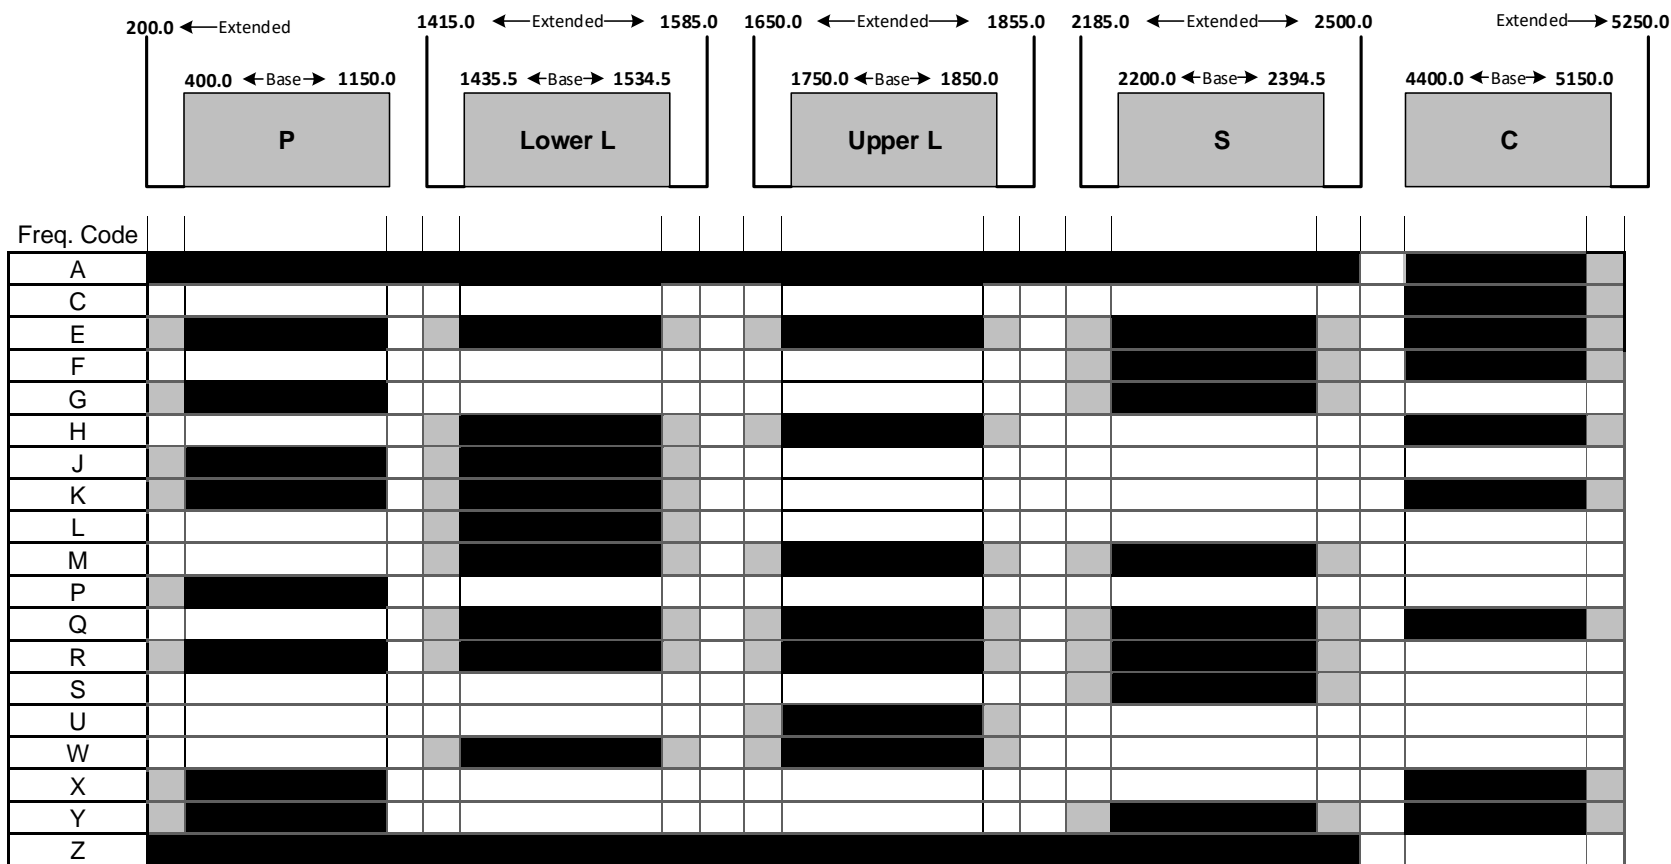 200.0 Extended 1415.0 Extended 1585.0 1650.0 Extended 1855.0 2185.0 Extended 2500.0 Extended 5250.0
400.0 Base 1150.0 1435.5 Base 1534.5 1750.0 Base 1850.0 2200.0 Base 2394.5 4400.0 Base 5150.0
P Lower L Upper L S C
Freq. Code
A
C
E
F
G
H
J
K
L
M
P
Q
R
S
U
W
X
Y
Z